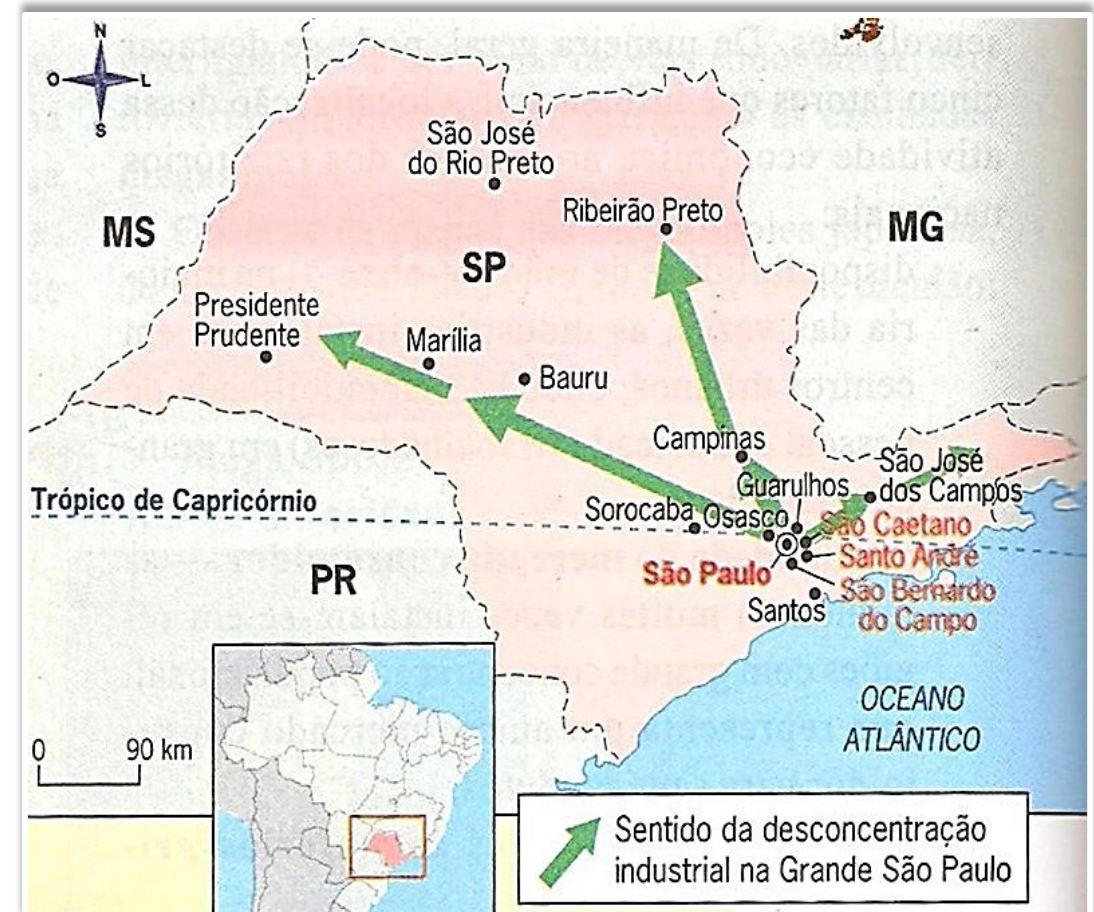 N
O
L
S
São José
do Rio Preto
Ribeirão Preto
MS
MG
SP
Presidente
Prudente
Marília
Bauru
Campinas
São José
dos Campos
Guarulhos
Trópico de Capricórnio
Sorocaba
Osasco
São Caetano
Santo André
São Paulo
São Bernardo
do Campo
Santos
PR
OCEANO
ATLÂNTICO
0
90 km
Sentido da desconcentração
industrial na Grande São Paulo